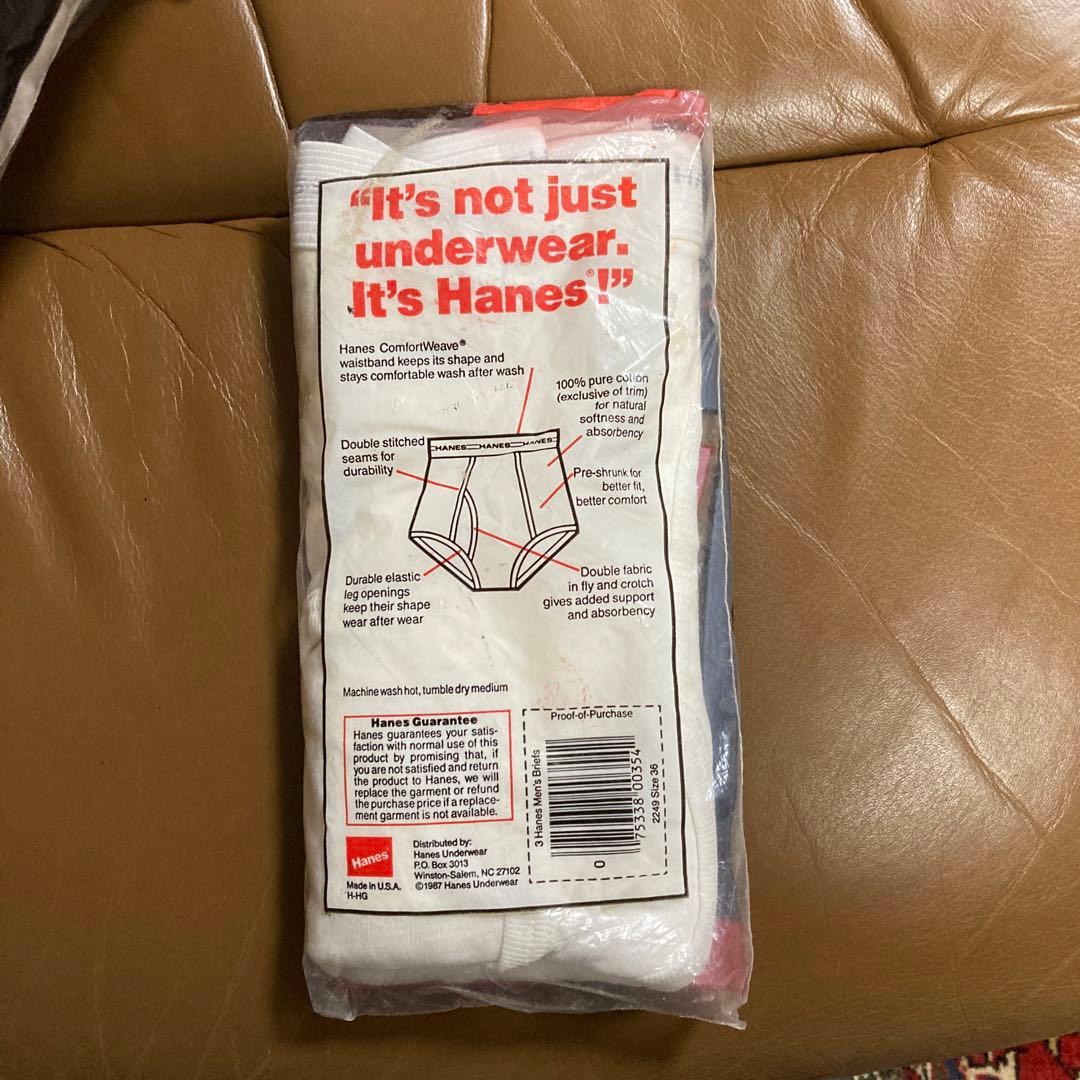 “It's not just
underwear.
It's Hanes®!”
Hanes ComfortWeave®
waistband keeps its shape and
stays comfortable wash after wash
100% pure cotton
(exclusive of trim)
for natural
softness and
absorbency
Double stitched
seams for
durability
HANES HANES HANES
Pre-shrunk for
better fit,
better comfort
Durable elastic
leg openings
keep their shape
wear after wear
Double fabric
in fly and crotch
gives added support
and absorbency
Machine wash hot, tumble dry medium
Hanes Guarantee
Hanes guarantees your satis-
faction with normal use of this
product by promising that, if
you are not satisfied and return
the product to Hanes, we will
replace the garment or refund
the purchase price if a replace-
ment garment is not available.
Proof-of-Purchase
3 Hanes Men's Briefs
75338 00354
0
2249 Size 36
Hanes
Made in U.S.A.
H-HG
Distributed by:
Hanes Underwear
P.O. Box 3013
Winston-Salem, NC 27102
©1987 Hanes Underwear